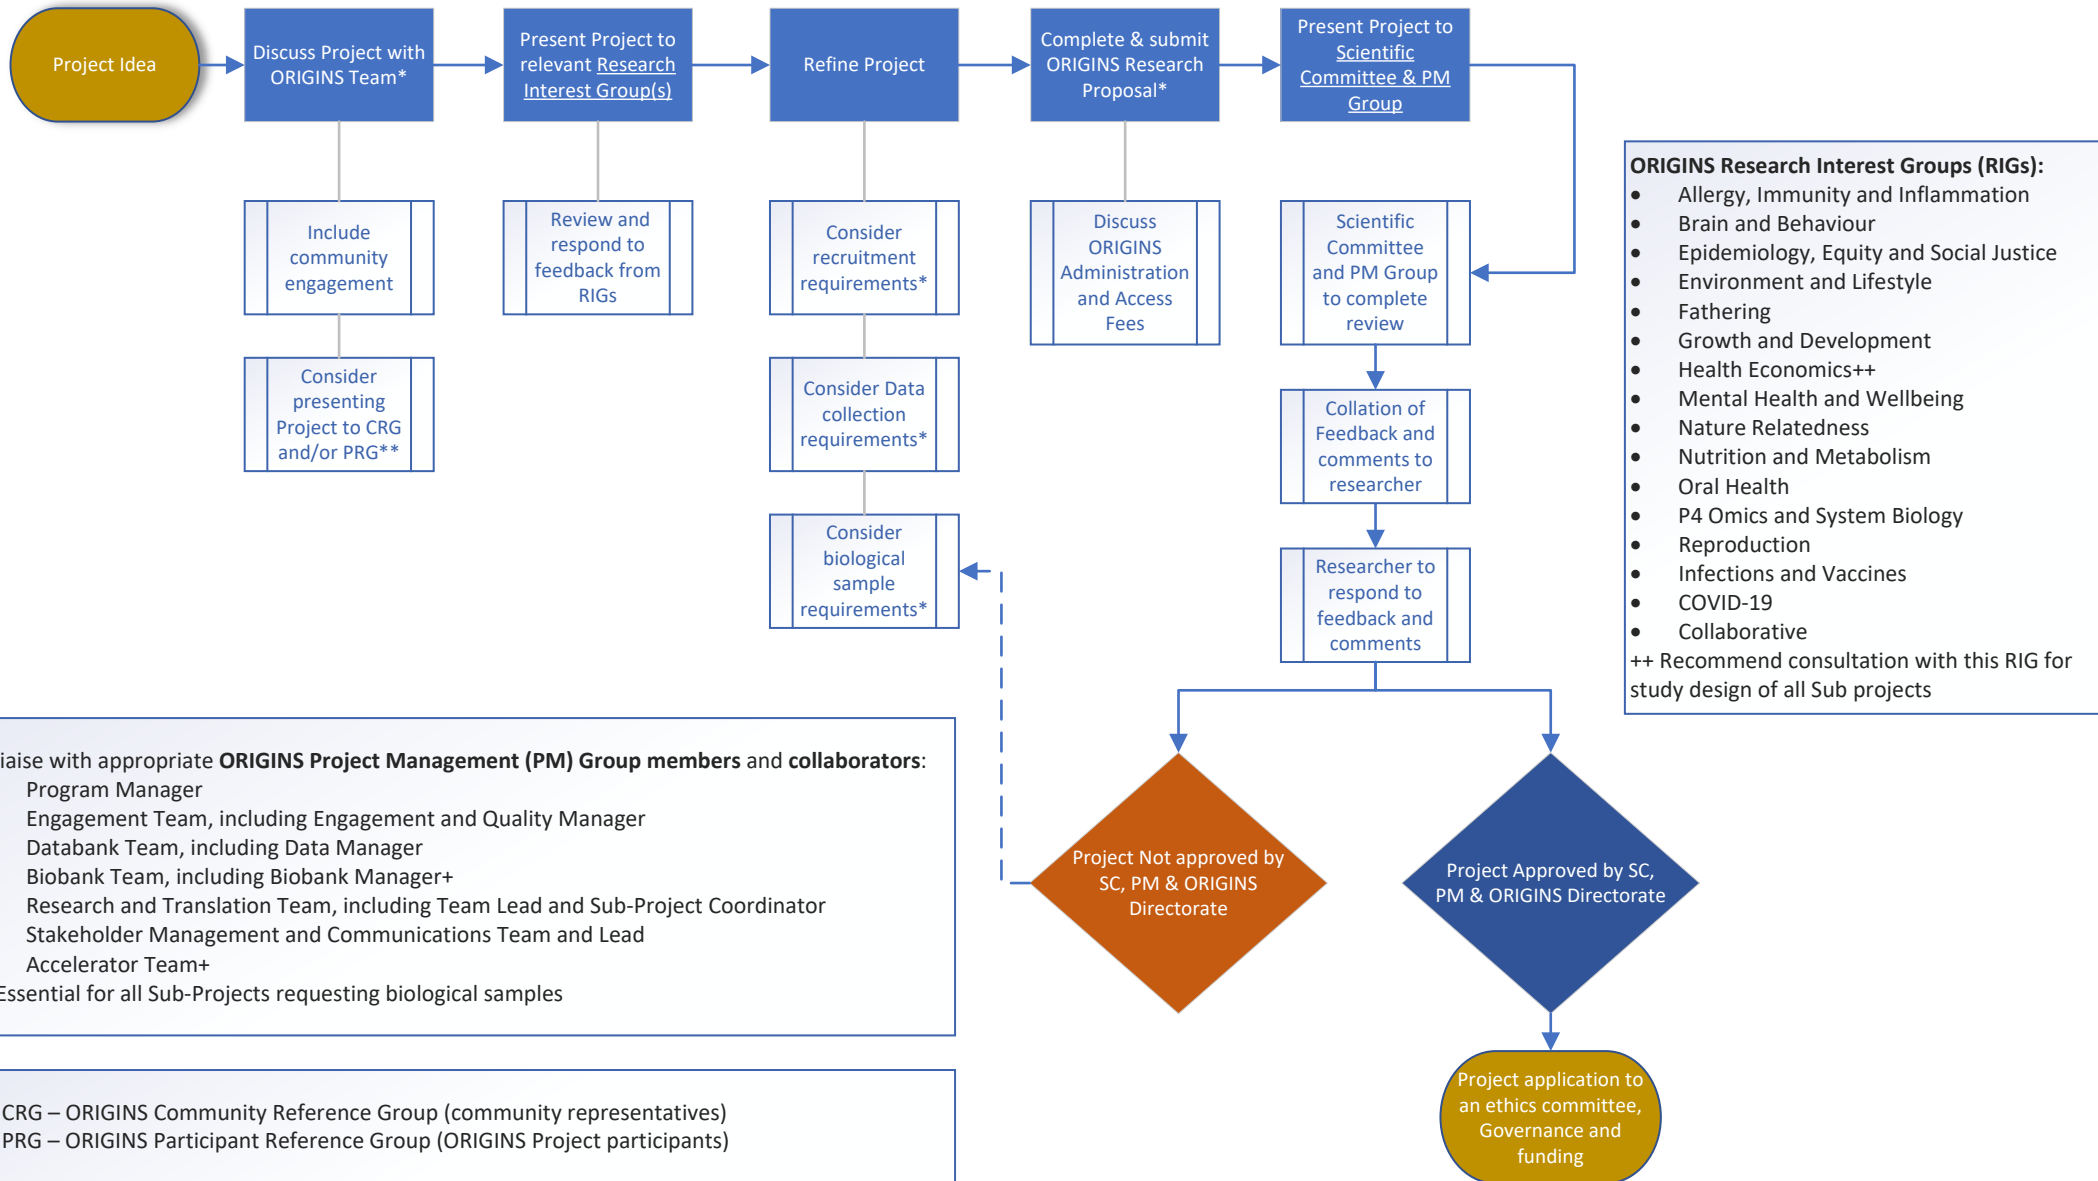 Project Idea
Discuss Project with
ORIGINS Team*
Present Project to
relevant Research
Interest Group(s)
Refine Project
Complete & submit
ORIGINS Research
Proposal*
Present Project to
Scientific
Committee & PM
Group
Include
community
engagement
Consider
presenting
Project to CRG
and/or PRG**
Review and
respond to
feedback from
RIGs
Consider
recruitment
requirements*
Consider Data
collection
requirements*
Consider
biological
sample
requirements*
Discuss
ORIGINS
Administration
and Access
Fees
Scientific
Committee
and PM Group
to complete
review
Collation of
Feedback and
comments to
researcher
Researcher to
respond to
feedback and
comments
Project Not approved by
SC, PM & ORIGINS
Directorate
Project Approved by SC,
PM & ORIGINS Directorate
Project application to
an ethics committee,
Governance and
funding
ORIGINS Research Interest Groups (RIGs):
• Allergy, Immunity and Inflammation
• Brain and Behaviour
• Epidemiology, Equity and Social Justice
• Environment and Lifestyle
• Fathering
• Growth and Development
• Health Economics++
• Mental Health and Wellbeing
• Nature Relatedness
• Nutrition and Metabolism
• Oral Health
• P4 Omics and System Biology
• Reproduction
• Infections and Vaccines
• COVID-19
• Collaborative
++ Recommend consultation with this RIG for
study design of all Sub projects
iaise with appropriate ORIGINS Project Management (PM) Group members and collaborators:
Program Manager
Engagement Team, including Engagement and Quality Manager
Databank Team, including Data Manager
Biobank Team, including Biobank Manager+
Research and Translation Team, including Team Lead and Sub-Project Coordinator
Stakeholder Management and Communications Team and Lead
Accelerator Team+
Essential for all Sub-Projects requesting biological samples
CRG – ORIGINS Community Reference Group (community representatives)
PRG – ORIGINS Participant Reference Group (ORIGINS Project participants)